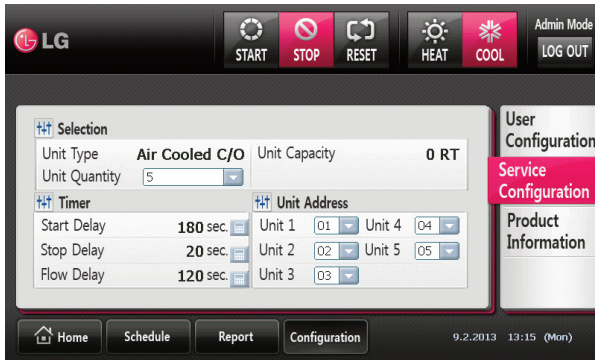 LG
START
STOP
RESET
HEAT
COOL
Admin Mode
LOG OUT
Selection
Unit Type Air Cooled C/O Unit Capacity 0 RT
Unit Quantity 5
Timer
Start Delay 180 sec.
Stop Delay 20 sec.
Flow Delay 120 sec.
Unit Address
Unit 1 01 Unit 4 04
Unit 2 02 Unit 5 05
Unit 3 03
User
Configuration
Service
Configuration
Product
Information
Home Schedule Report Configuration 9.2.2013 13:15 (Mon)